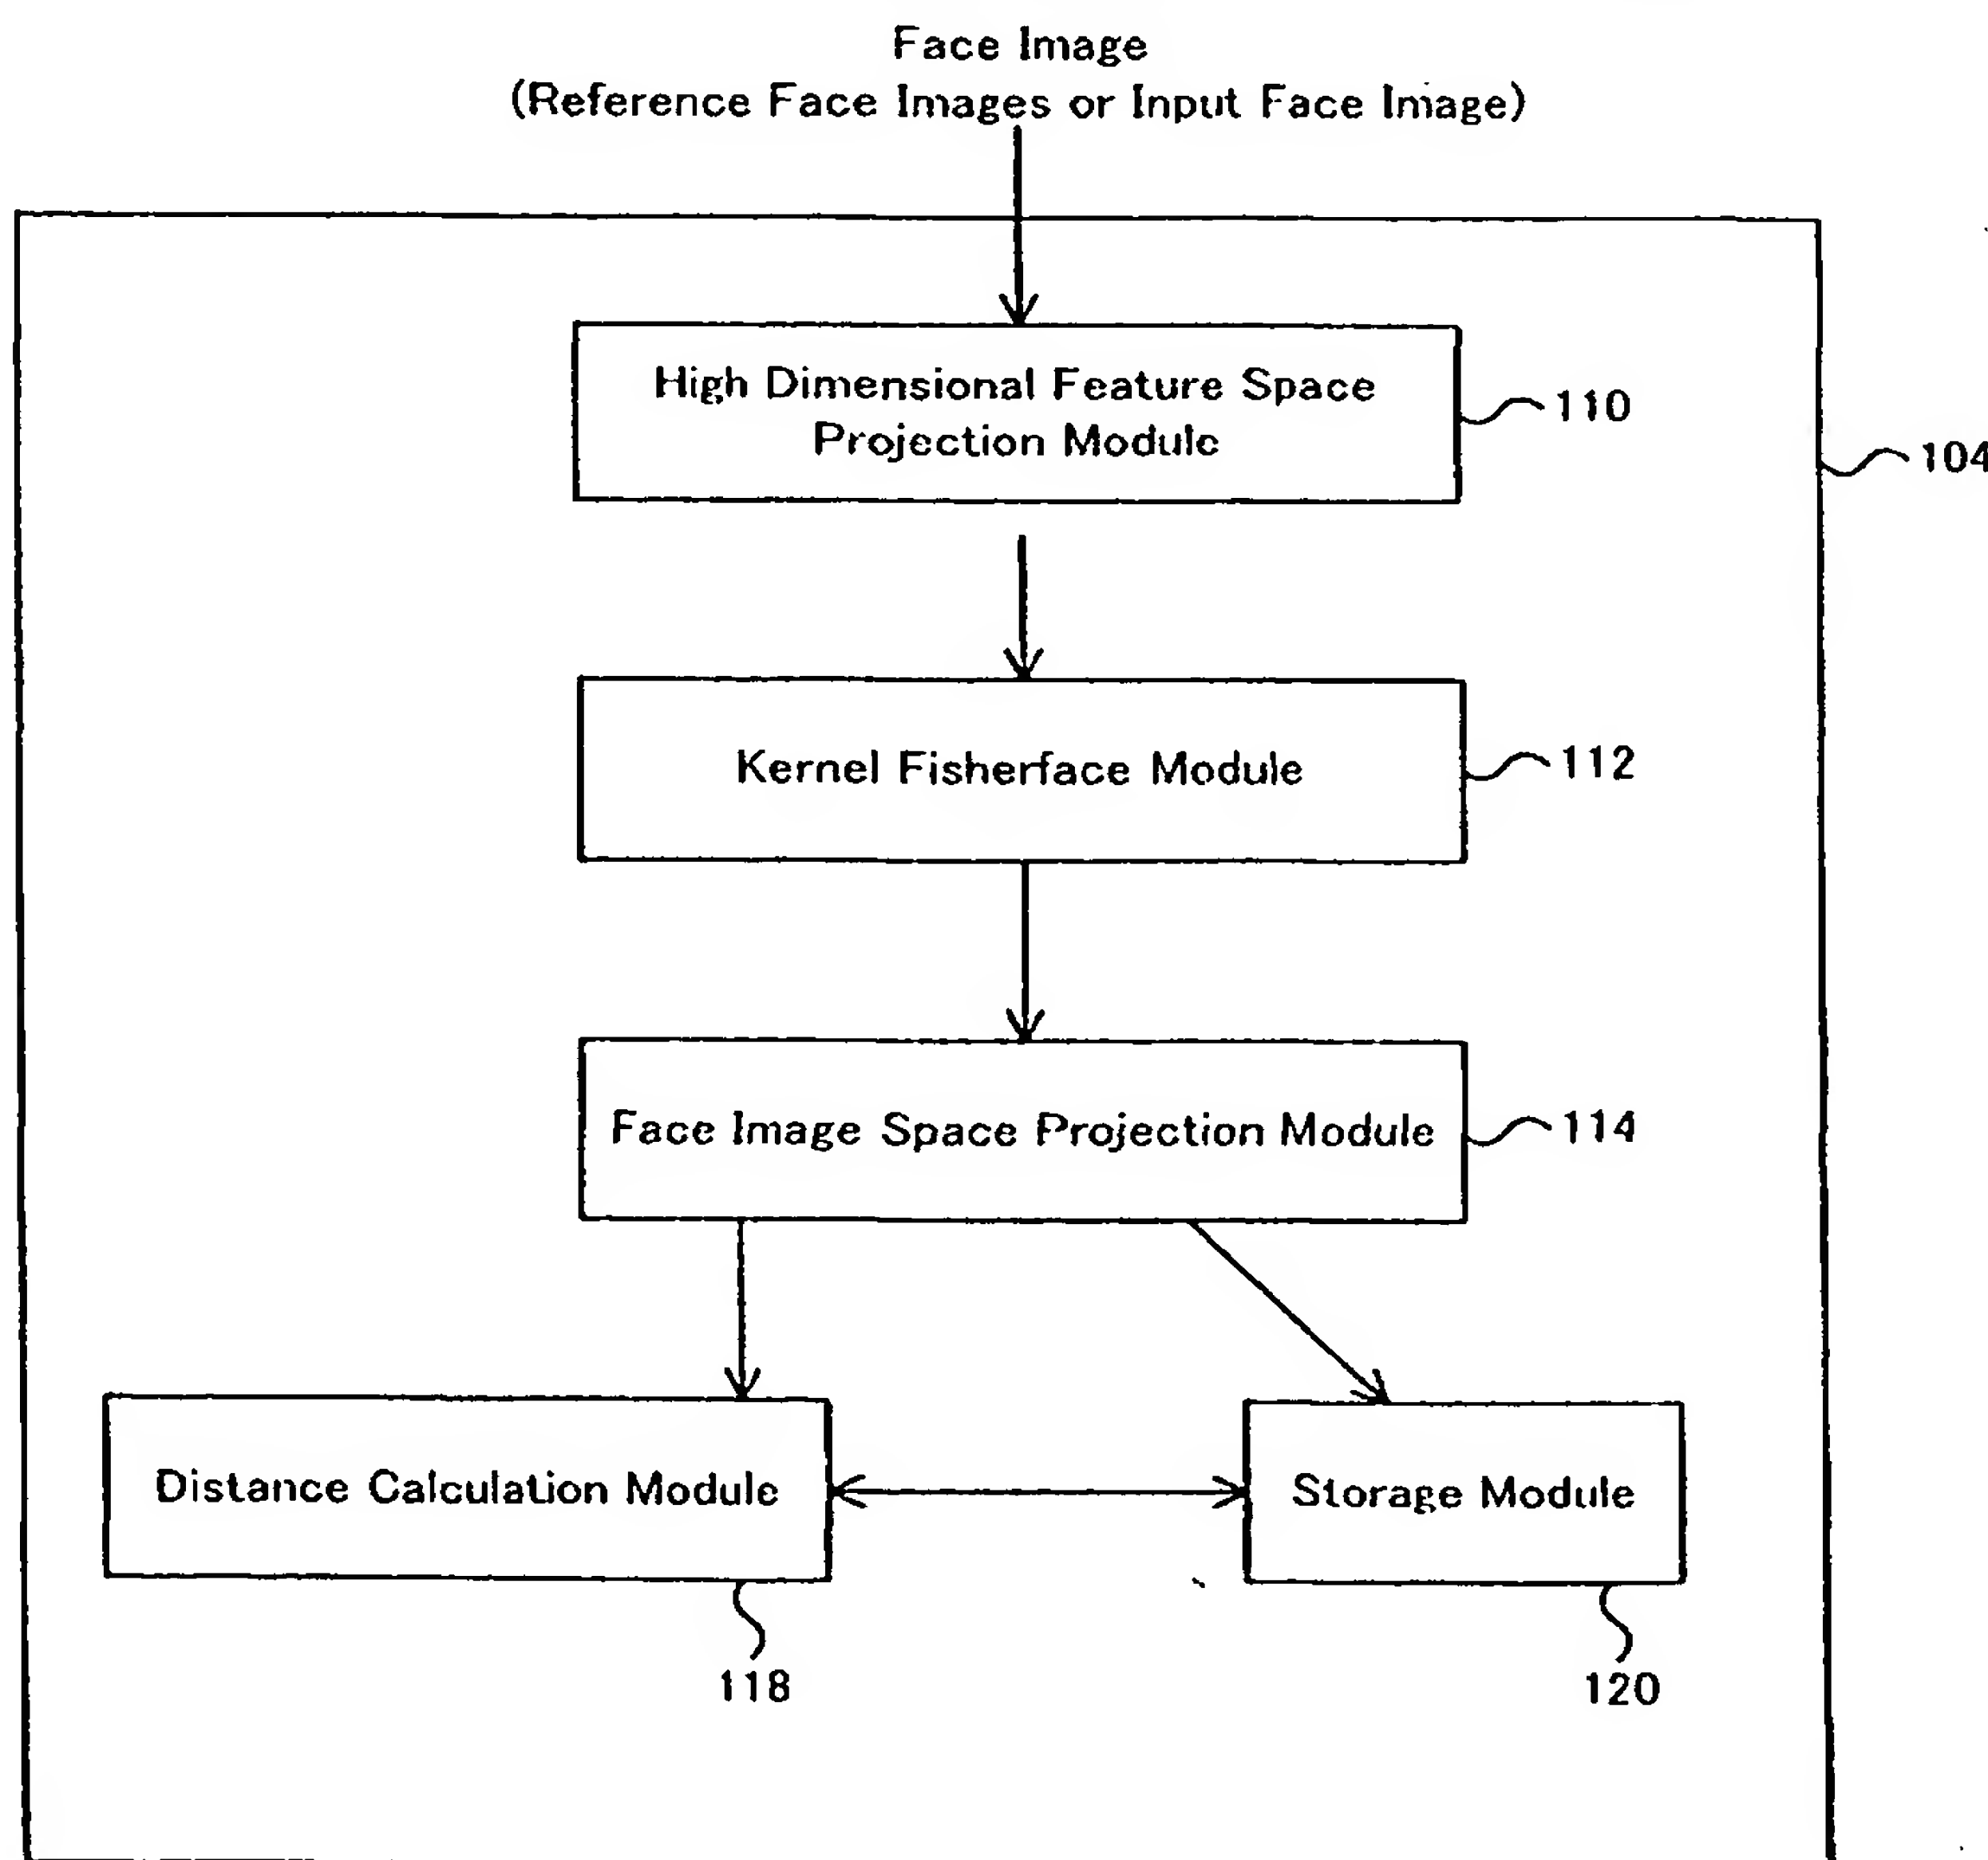 Face Image
(Reference Face Images or Input Face Image)
High Dimensional Feature Space
Projection Module
110
104
Kernel Fisherface Module
112
Face Image Space Projection Module
114
Distance Calculation Module
Storage Module
118
120